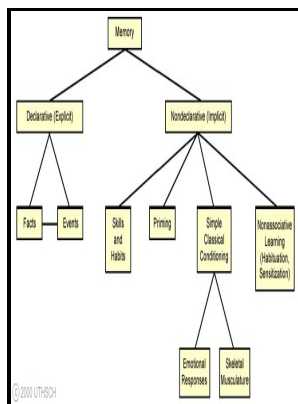 Memory
Declarative (Explicit)
Nondeclarative (Implicit)
Facts
Events
Skills
and
Habits
Priming
Simple
Classical
Conditioning
Nonassociative
Learning
(Habituation,
Sensitization)
Emotional
Responses
Skeletal
Musculature
© 2000 UTHSCH